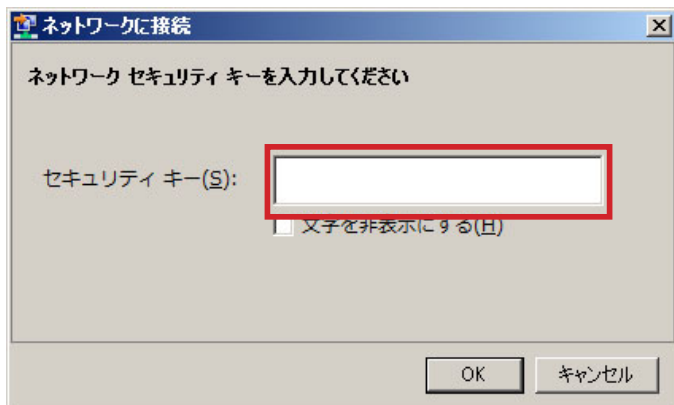 ネットワークに接続
ネットワーク セキュリティ キーを入力してください
セキュリティ キー(S):
文字を非表示にする(H)
OK
キャンセル